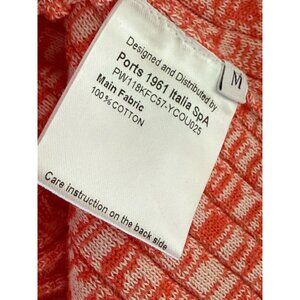 Designed and Distributed by
Ports 1961 Italia SpA
PW118KFC57-YCOU025
Main Fabric
100%COTTON
Care instruction on the back side
M